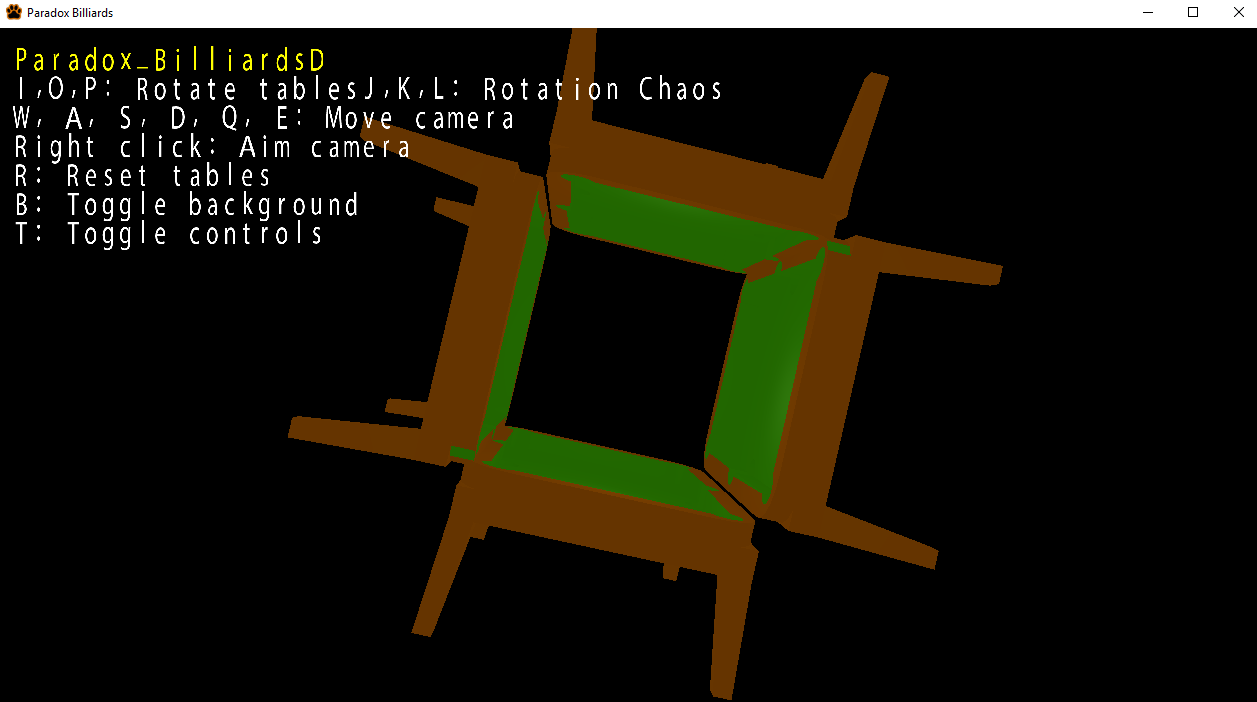 Paradox Billiards
Paradox_BilliardsD
I,O,P: Rotate tablesJ,K,L: Rotation Chaos
W, A, S, D, Q, E: Move camera
Right click: Aim camera
R: Reset tables
B: Toggle background
T: Toggle controls